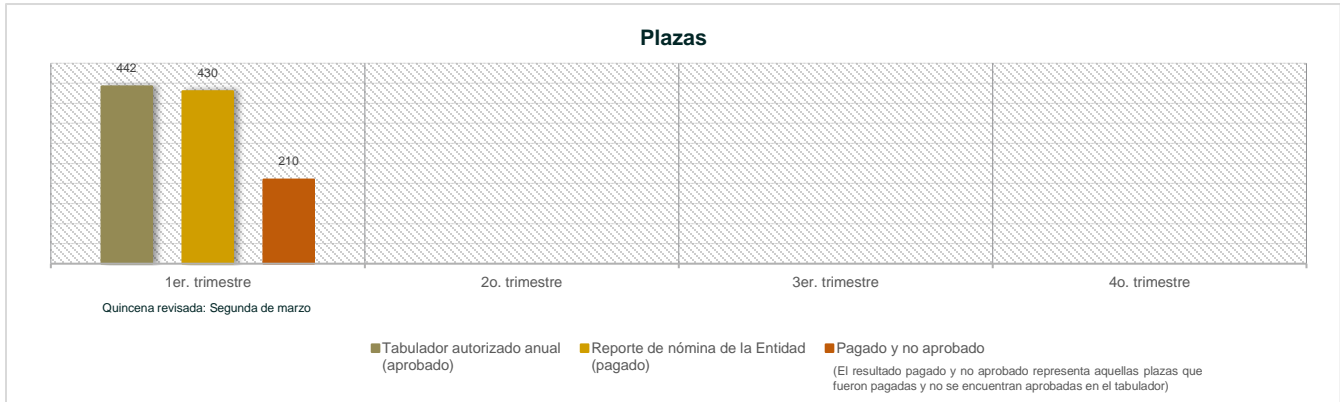 Plazas
442
430
210
1er. trimestre
2o. trimestre
3er. trimestre
4o. trimestre
Quincena revisada: Segunda de marzo
Tabulador autorizado anual
(aprobado)
Reporte de nómina de la Entidad
(pagado)
Pagado y no aprobado
(El resultado pagado y no aprobado representa aquellas plazas que
fueron pagadas y no se encuentran aprobadas en el tabulador)